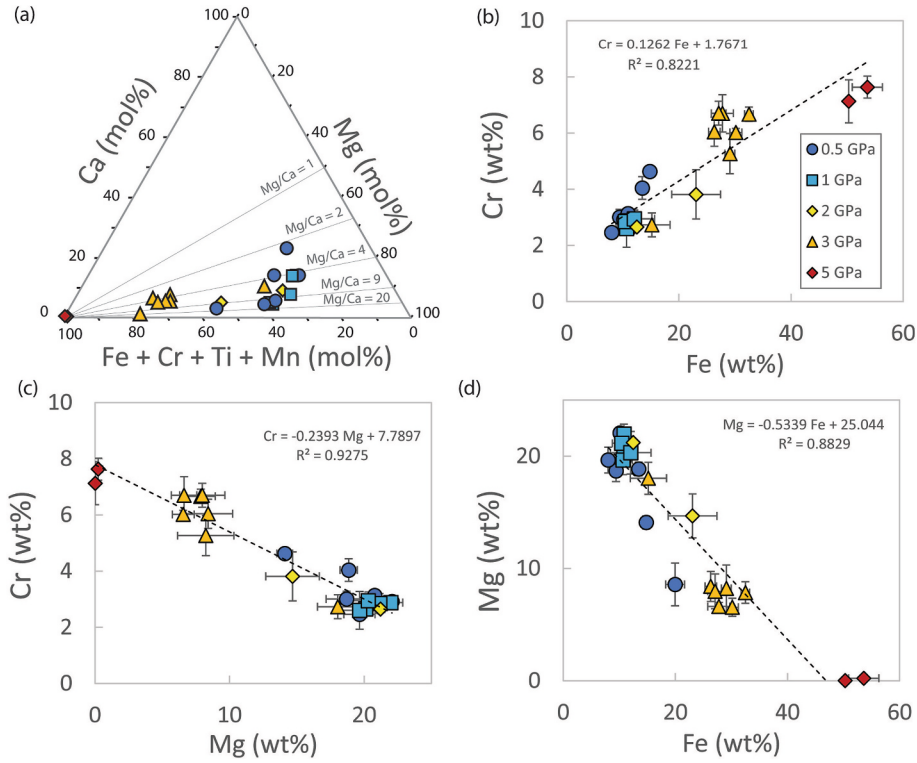 (a)
100 0
80 20
Ca (mol%)
Mg (mol%)
60 40
Mg/Ca = 1
40 60
Mg/Ca = 2
20 80
Mg/Ca = 4
Mg/Ca = 9
Mg/Ca = 20
0 100
100 80 60 40 20 0
Fe + Cr + Ti + Mn (mol%)
(b)
Cr = 0.1262 Fe + 1.7671
R² = 0.8221
Cr (wt%)
10
8
6
4
2
0
0 20 40 60
Fe (wt%)
0.5 GPa
1 GPa
2 GPa
3 GPa
5 GPa
(c)
Cr = -0.2393 Mg + 7.7897
R² = 0.9275
Cr (wt%)
10
8
6
4
2
0
0 10 20
Mg (wt%)
(d)
Mg = -0.5339 Fe + 25.044
R² = 0.8829
Mg (wt%)
20
10
0
0 20 40 60
Fe (wt%)